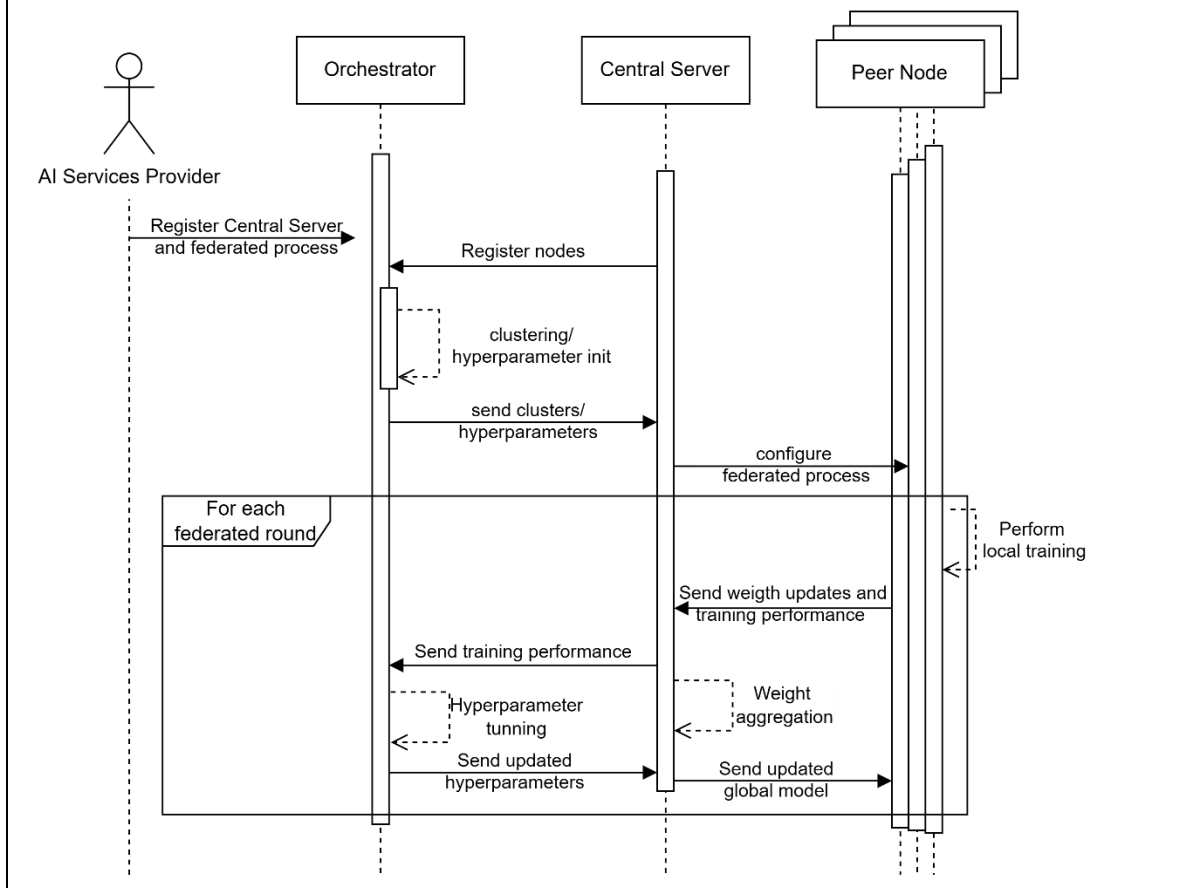 Orchestrator
Central Server
Peer Node
AI Services Provider
Register Central Server
and federated process
Register nodes
clustering/
hyperparameter init
send clusters/
hyperparameters
configure
federated process
For each
federated round
Perform
local training
Send weigth updates and
training performance
Send training performance
Hyperparameter
tunning
Weight
aggregation
Send updated
hyperparameters
Send updated
global model